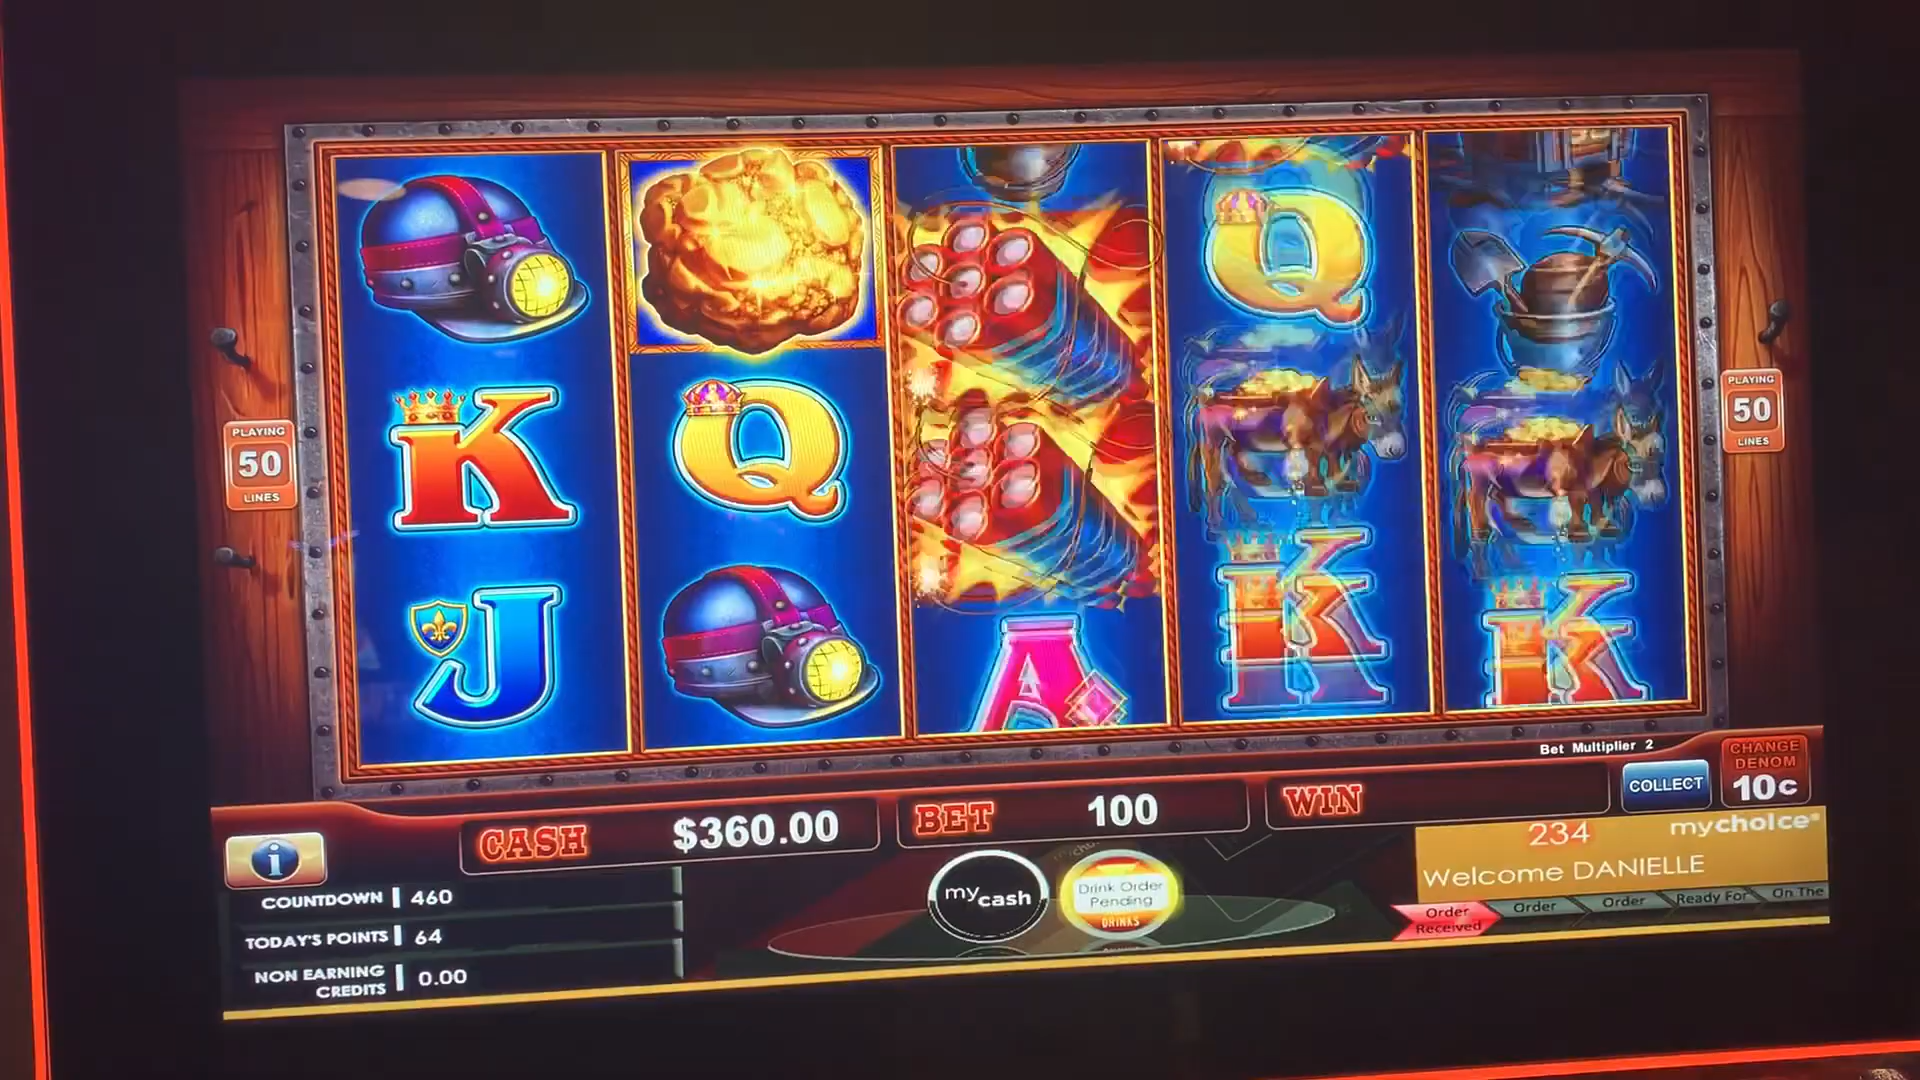 K
Q
J
Q
A
K
K
PLAYING
50
LINES
PLAYING
50
LINES
Bet Multiplier 2
CASH $360.00
BET 100
WIN
COLLECT
CHANGE
DENOM
10c
i
COUNTDOWN 460
TODAY'S POINTS 64
NON EARNING
CREDITS 0.00
my cash
Drink Order
Pending
DRINKS
234
mychoice®
Welcome DANIELLE
Order
Received
Order
Order
Ready For
On The